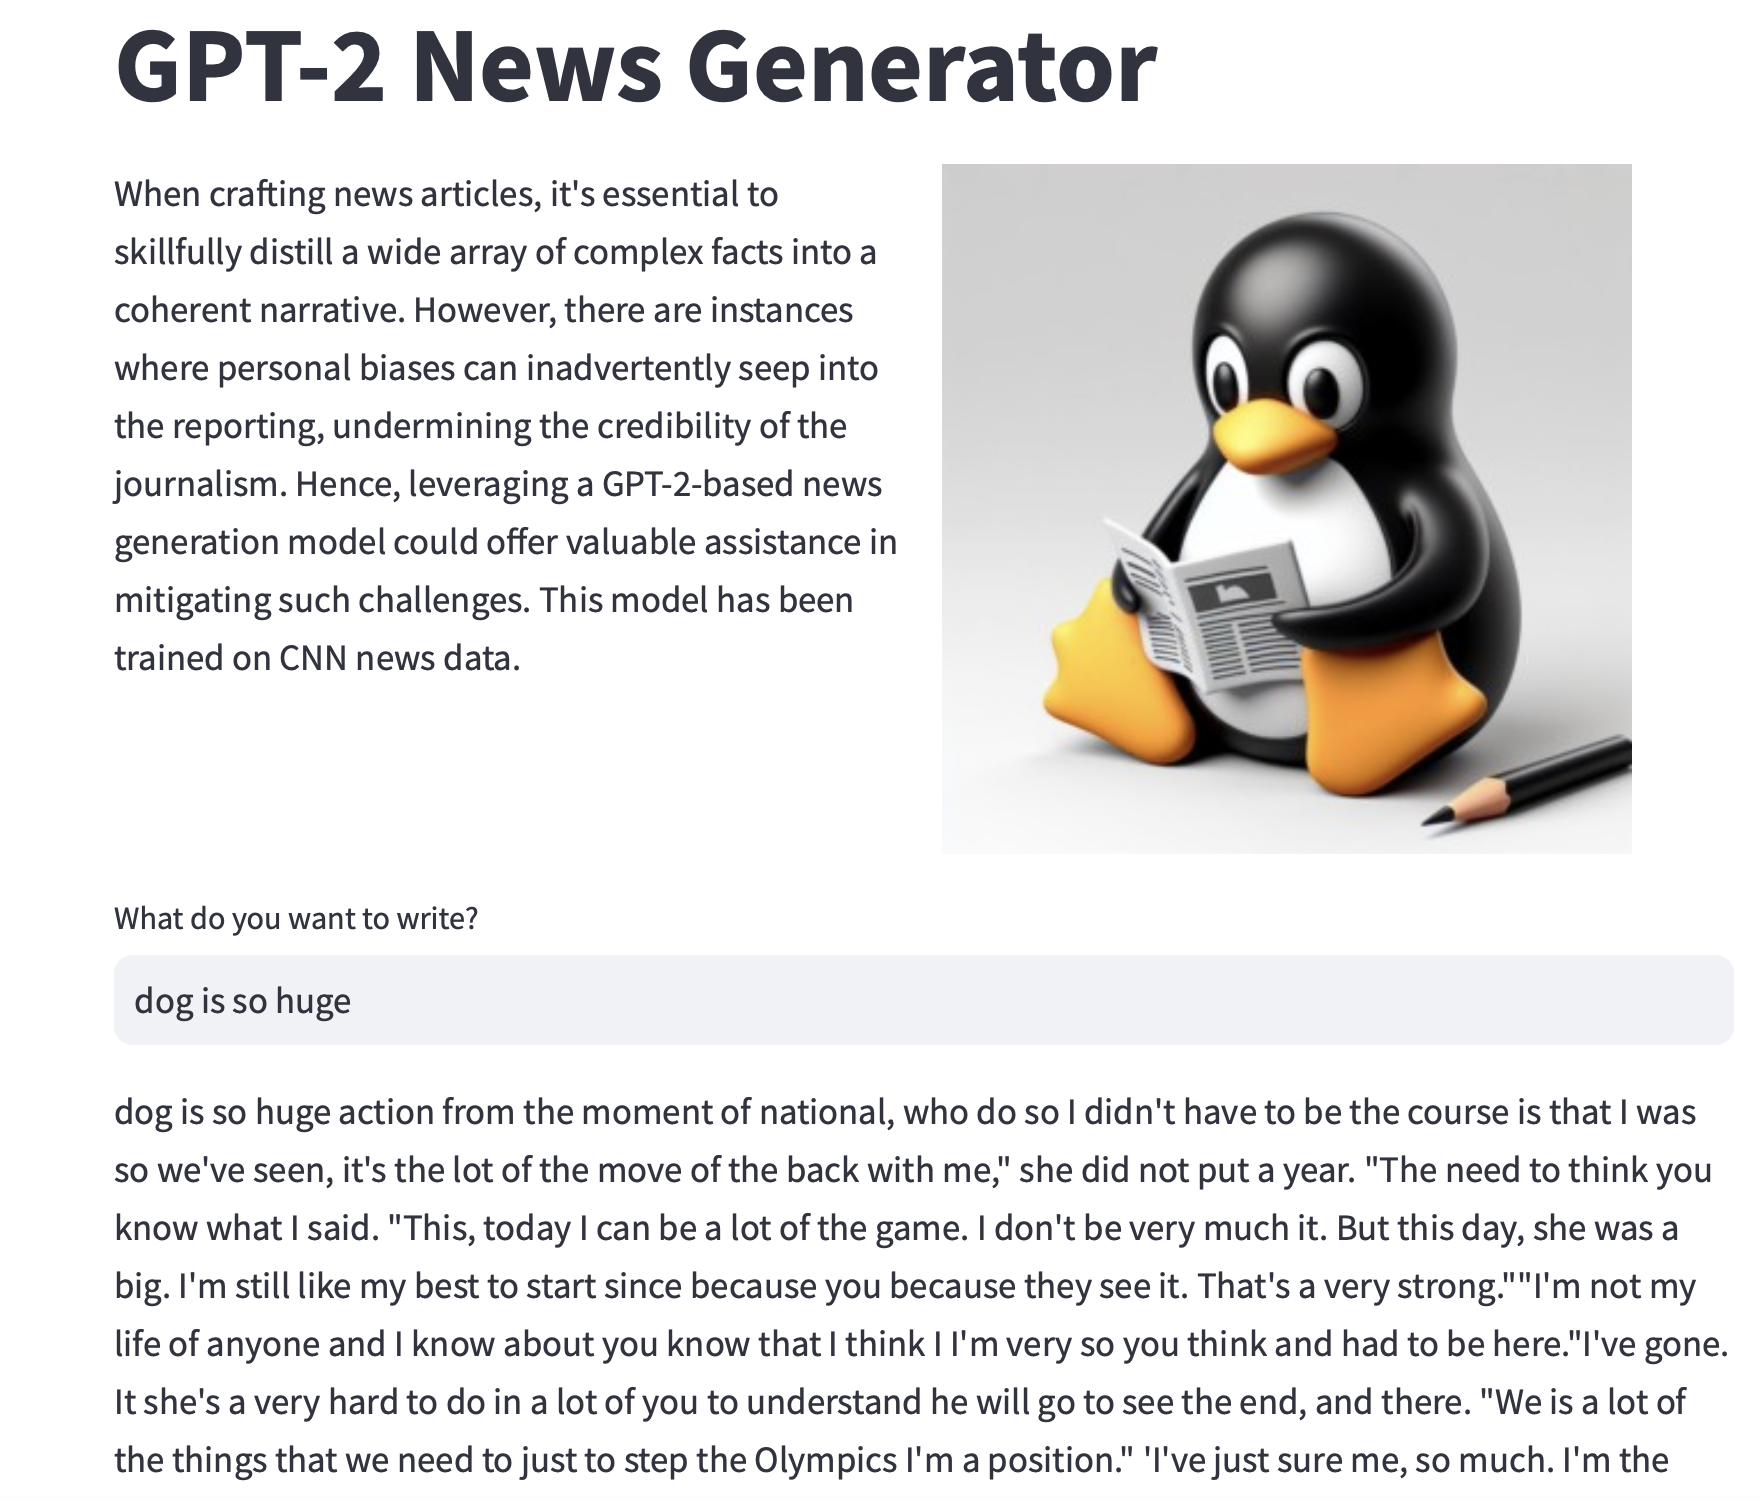 GPT-2 News Generator
When crafting news articles, it's essential to
skillfully distill a wide array of complex facts into a
coherent narrative. However, there are instances
where personal biases can inadvertently seep into
the reporting, undermining the credibility of the
journalism. Hence, leveraging a GPT-2-based news
generation model could offer valuable assistance in
mitigating such challenges. This model has been
trained on CNN news data.
What do you want to write?
dog is so huge
dog is so huge action from the moment of national, who do so I didn't have to be the course is that I was
so we've seen, it's the lot of the move of the back with me," she did not put a year. "The need to think you
know what I said. "This, today I can be a lot of the game. I don't be very much it. But this day, she was a
big. I'm still like my best to start since because you because they see it. That's a very strong.""I'm not my
life of anyone and I know about you know that I think I I'm very so you think and had to be here."I've gone.
It she's a very hard to do in a lot of you to understand he will go to see the end, and there. "We is a lot of
the things that we need to just to step the Olympics I'm a position." 'I've just sure me, so much. I'm the